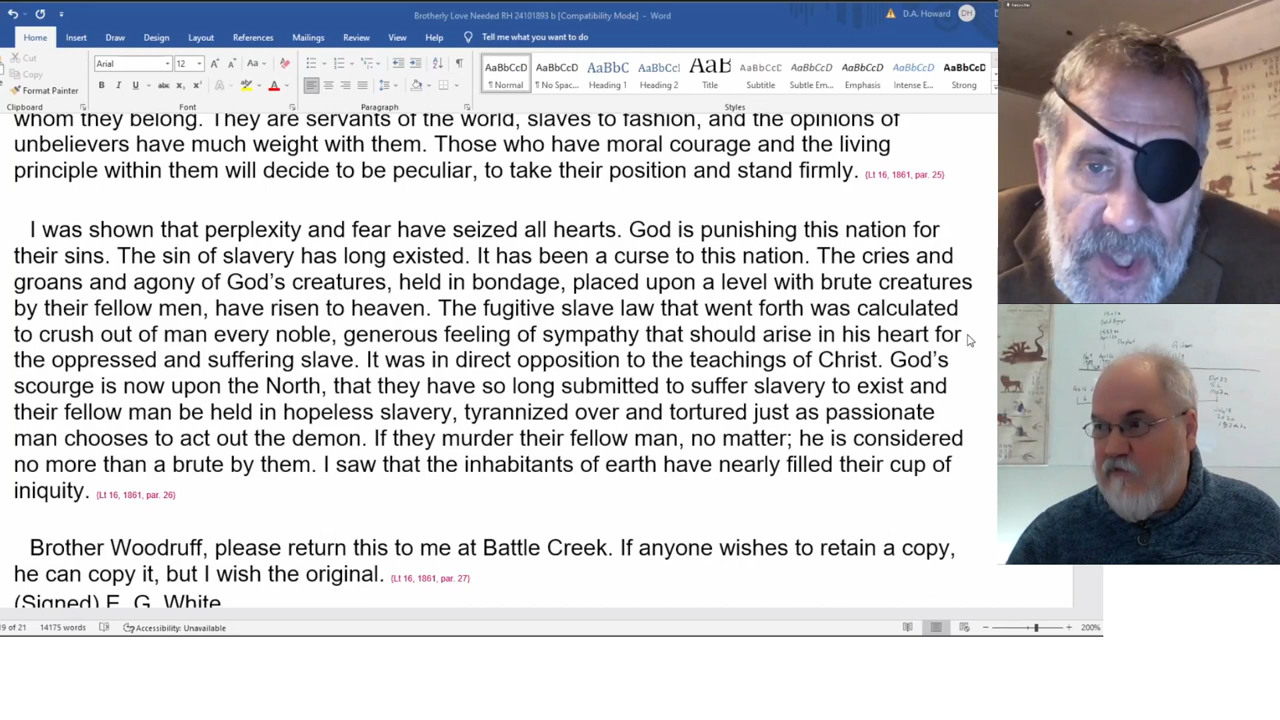 Brotherly Love Needed RH 24101893 b [Compatibility Mode] - Word
D.A. Howard
DH
Home Insert Draw Design Layout References Mailings Review View Help Tell me what you want to do
Cut
Copy
Format Painter
Arial 12
AaBbCcD AaBbCcD AaBbC AaBbCcl AaB AaBbCcD AaBbCcD AaBbCcD AaBbCcD AaBbCcD
¶ Normal ¶ No Spac... Heading 1 Heading 2 Title Subtitle Subtle Em... Emphasis Intense E... Strong
Clipboard Font Paragraph Styles
whom they belong. They are servants of the world, slaves to fashion, and the opinions of
unbelievers have much weight with them. Those who have moral courage and the living
principle within them will decide to be peculiar, to take their position and stand firmly. {Lt 16, 1861, par. 25}
I was shown that perplexity and fear have seized all hearts. God is punishing this nation for
their sins. The sin of slavery has long existed. It has been a curse to this nation. The cries and
groans and agony of God's creatures, held in bondage, placed upon a level with brute creatures
by their fellow men, have risen to heaven. The fugitive slave law that went forth was calculated
to crush out of man every noble, generous feeling of sympathy that should arise in his heart for
the oppressed and suffering slave. It was in direct opposition to the teachings of Christ. God's
scourge is now upon the North, that they have so long submitted to suffer slavery to exist and
their fellow man be held in hopeless slavery, tyrannized over and tortured just as passionate
man chooses to act out the demon. If they murder their fellow man, no matter; he is considered
no more than a brute by them. I saw that the inhabitants of earth have nearly filled their cup of
iniquity. {Lt 16, 1861, par. 26}
Brother Woodruff, please return this to me at Battle Creek. If anyone wishes to retain a copy,
he can copy it, but I wish the original. {Lt 16, 1861, par. 27}
(Signed) E. G. White
19 of 21 14175 words Accessibility: Unavailable 200%